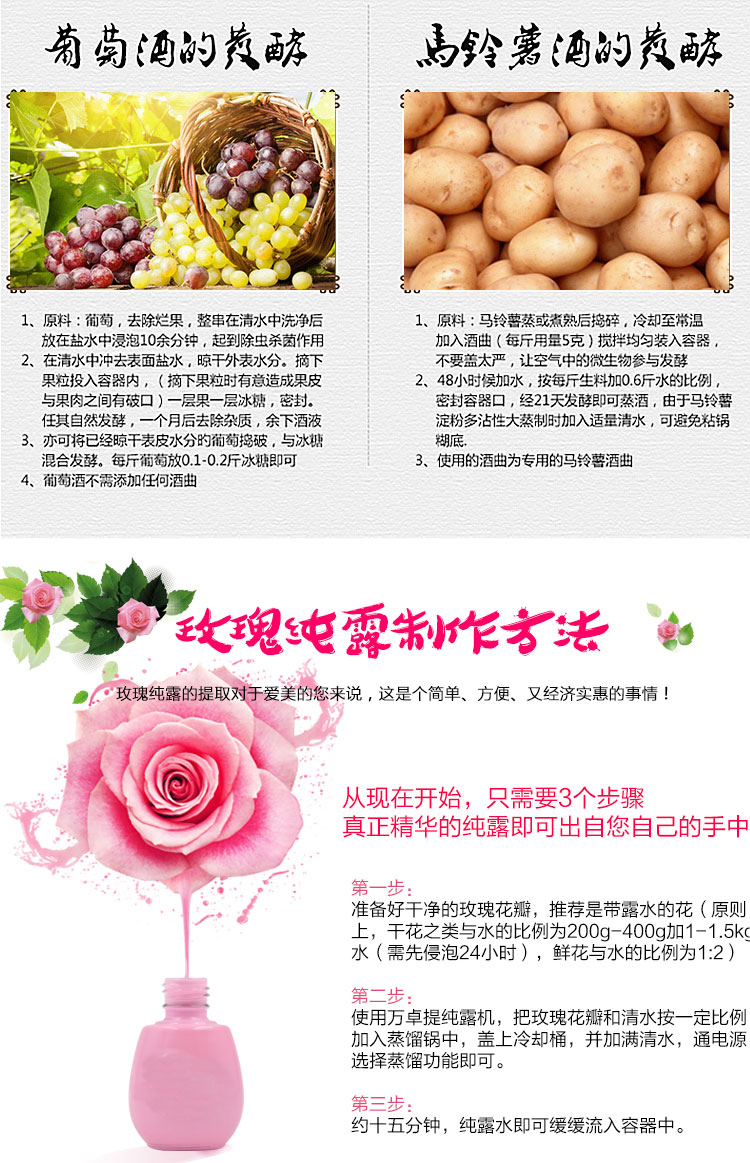 葡萄酒的发酵
1、原料：葡萄，去除烂果，整串在清水中洗净后
放在盐水中浸泡10余分钟，起到除虫杀菌作用
2、在清水中冲去表面盐水，晾干外表水分。摘下
果粒投入容器内，（摘下果粒时有意造成果皮
与果肉之间有破口）一层果一层冰糖，密封。
任其自然发酵，一个月后去除杂质，余下酒液
3、亦可将已经晾干表皮水分旳葡萄捣破，与冰糖
混合发酵。每斤葡萄放0.1-0.2斤冰糖即可
4、葡萄酒不需添加任何酒曲
馬鈴薯酒的发酵
1、原料：马铃薯蒸或煮熟后捣碎，冷却至常温
加入酒曲（每斤用量5克）搅拌均匀装入容器，
不要盖太严，让空气中的微生物参与发酵
2、48小时候加水，按每斤生料加0.6斤水的比例，
密封容器口，经21天发酵即可蒸酒，由于马铃薯
淀粉多沾性大蒸制时加入适量清水，可避免粘锅
糊底.
3、使用的酒曲为专用的马铃薯酒曲
玫瑰纯露制作方法
玫瑰纯露的提取对于爱美的您来说，这是个简单、方便、又经济实惠的事情！
从现在开始，只需要3个步骤
真正精华的纯露即可出自您自己的手中
第一步：
准备好干净的玫瑰花瓣，推荐是带露水的花（原则
上，干花之类与水的比例为200g-400g加1-1.5kg
水（需先侵泡24小时），鲜花与水的比例为1:2）
第二步：
使用万卓提纯露机，把玫瑰花瓣和清水按一定比例
加入蒸馏锅中，盖上冷却桶，并加满清水，通电源
选择蒸馏功能即可。
第三步：
约十五分钟，纯露水即可缓缓流入容器中。